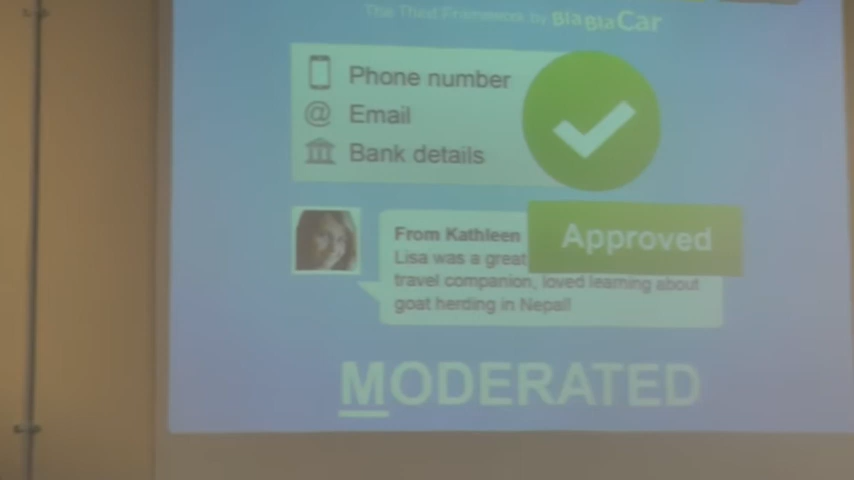 The Third Framework by BlaBlaCar
Phone number
@ Email
Bank details
Approved
From Kathleen
Lisa was a great
travel companion, loved learning about
goat herding in Nepal!
MODERATED